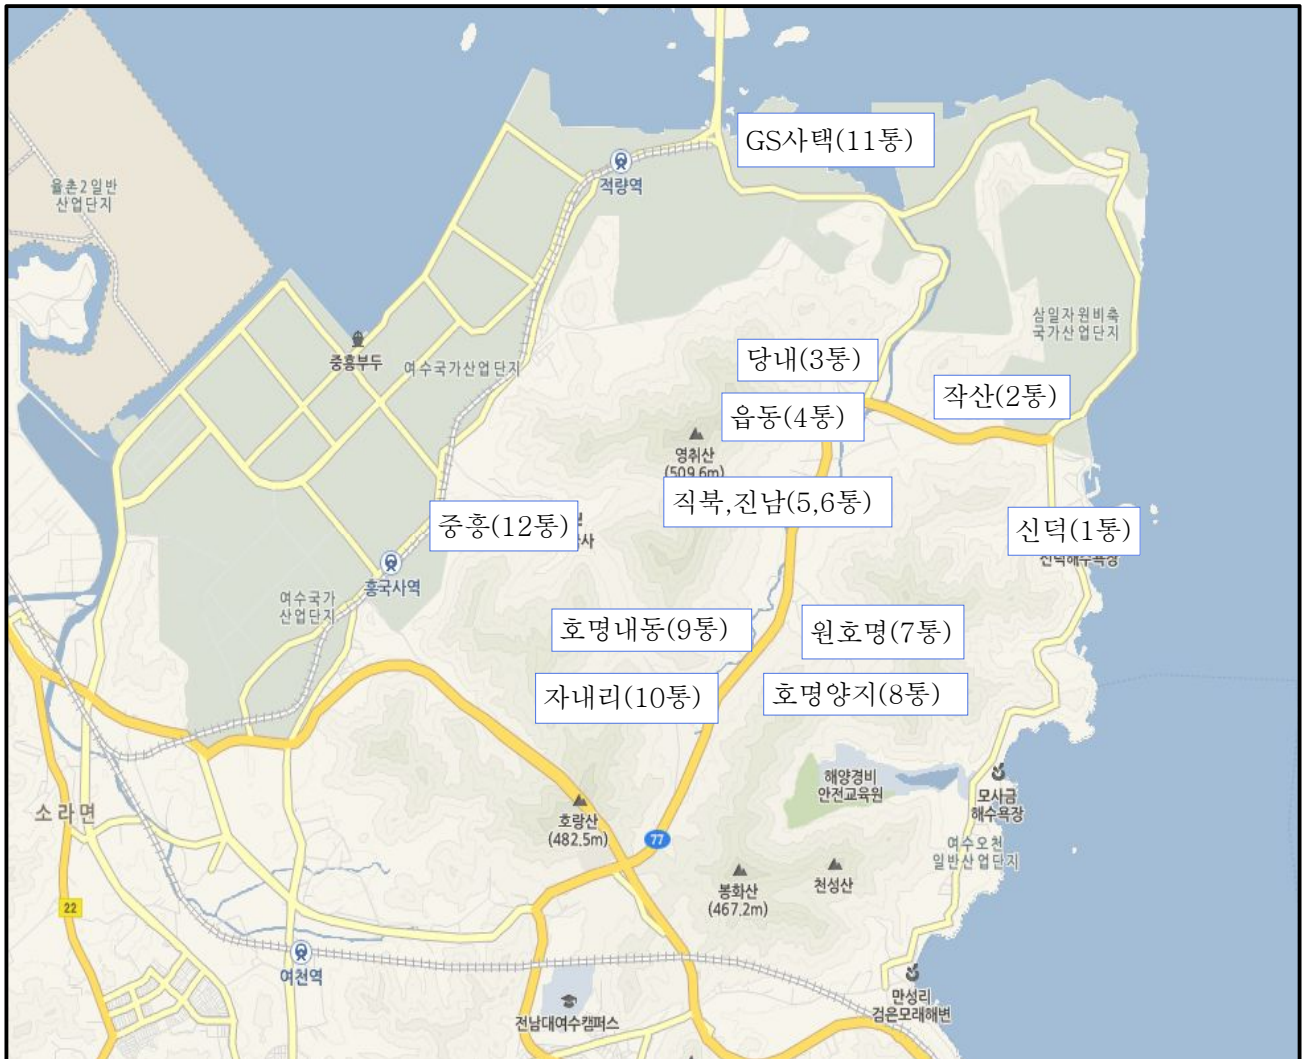 GS사택(11통)
적량역
율촌2일반
산업단지
삼일자원비축
국가산업단지
중흥부두
여수국가산업단지
당내(3통)
작산(2통)
읍동(4통)
영취산
(509.6m)
직북,진남(5,6통)
중흥(12통)
신덕(1통)
신덕해수욕장
흥국사역
여수국가
산업단지
호명내동(9통)
원호명(7통)
자내리(10통)
호명양지(8통)
해양경비
안전교육원
모사금
해수욕장
소라면
호랑산
(482.5m)
77
여수오천
일반산업단지
봉화산
(467.2m)
천성산
22
여천역
만성리
검은모래해변
전남대여수캠퍼스